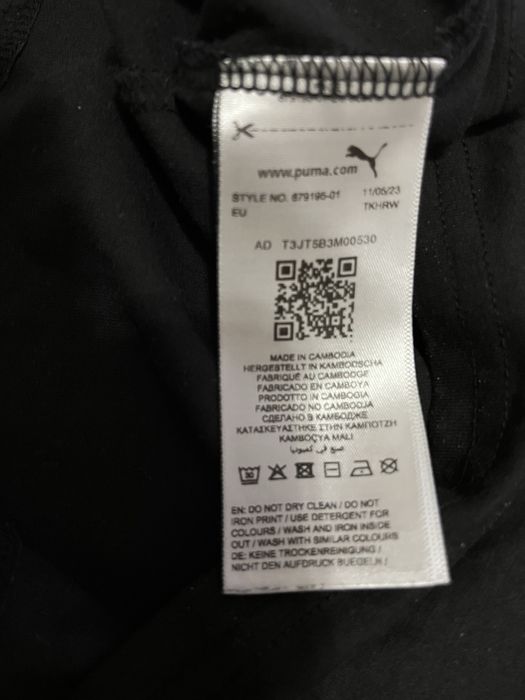 www.puma.com
STYLE NO. 679195-01 11/05/23
EU TKHRW
AD T3JT5B3M00530
MADE IN CAMBODIA
HERGESTELLT IN KAMBODSCHA
FABRIQUÉ AU CAMBODGE
FABRICADO EN CAMBOYA
PRODOTTO IN CAMBOGIA
FABRICADO NO CAMBODJA
СДЕЛАНО В КАМБОДЖЕ
ΚΑΤΑΣΚΕΥΑΣΤΗΚΕ ΣΤΗΝ ΚΑΜΠΟΤΖΗ
KAMBOÇYA MALI
صنع في كمبوديا
30
EN: DO NOT DRY CLEAN / DO NOT
IRON PRINT / USE DETERGENT FOR
COLOURS / WASH AND IRON INSIDE
OUT / WASH WITH SIMILAR COLOURS
DE: KEINE TROCKENREINIGUNG /
NICHT DEN AUFDRUCK BUEGELN /